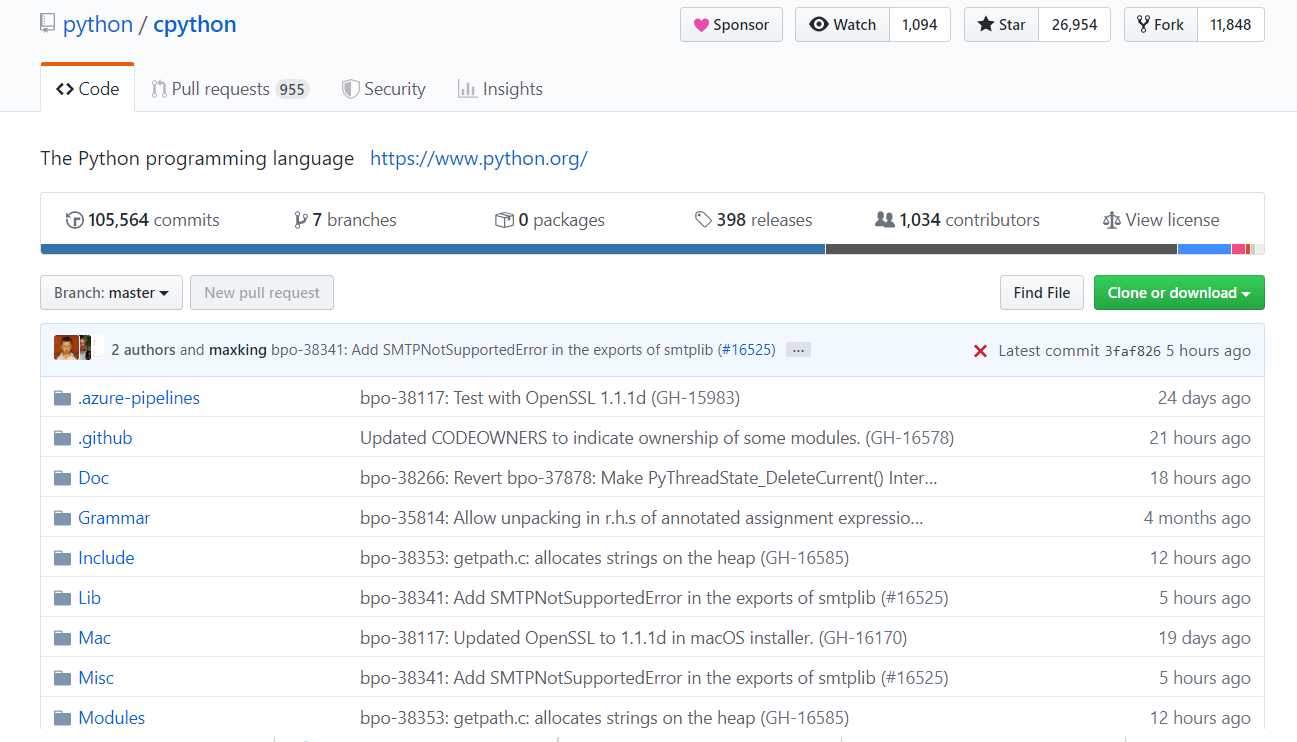 python / cpython Sponsor Watch 1,094 Star 26,954 Fork 11,848
Code Pull requests 955 Security Insights
The Python programming language https://www.python.org/
105,564 commits 7 branches 0 packages 398 releases 1,034 contributors View license
Branch: master New pull request Find File Clone or download
2 authors and maxking bpo-38341: Add SMTPNotSupportedError in the exports of smtplib (#16525) ... Latest commit 3faf826 5 hours ago
.azure-pipelines bpo-38117: Test with OpenSSL 1.1.1d (GH-15983) 24 days ago
.github Updated CODEOWNERS to indicate ownership of some modules. (GH-16578) 21 hours ago
Doc bpo-38266: Revert bpo-37878: Make PyThreadState_DeleteCurrent() Inter... 18 hours ago
Grammar bpo-35814: Allow unpacking in r.h.s of annotated assignment expressio... 4 months ago
Include bpo-38353: getpath.c: allocates strings on the heap (GH-16585) 12 hours ago
Lib bpo-38341: Add SMTPNotSupportedError in the exports of smtplib (#16525) 5 hours ago
Mac bpo-38117: Updated OpenSSL to 1.1.1d in macOS installer. (GH-16170) 19 days ago
Misc bpo-38341: Add SMTPNotSupportedError in the exports of smtplib (#16525) 5 hours ago
Modules bpo-38353: getpath.c: allocates strings on the heap (GH-16585) 12 hours ago